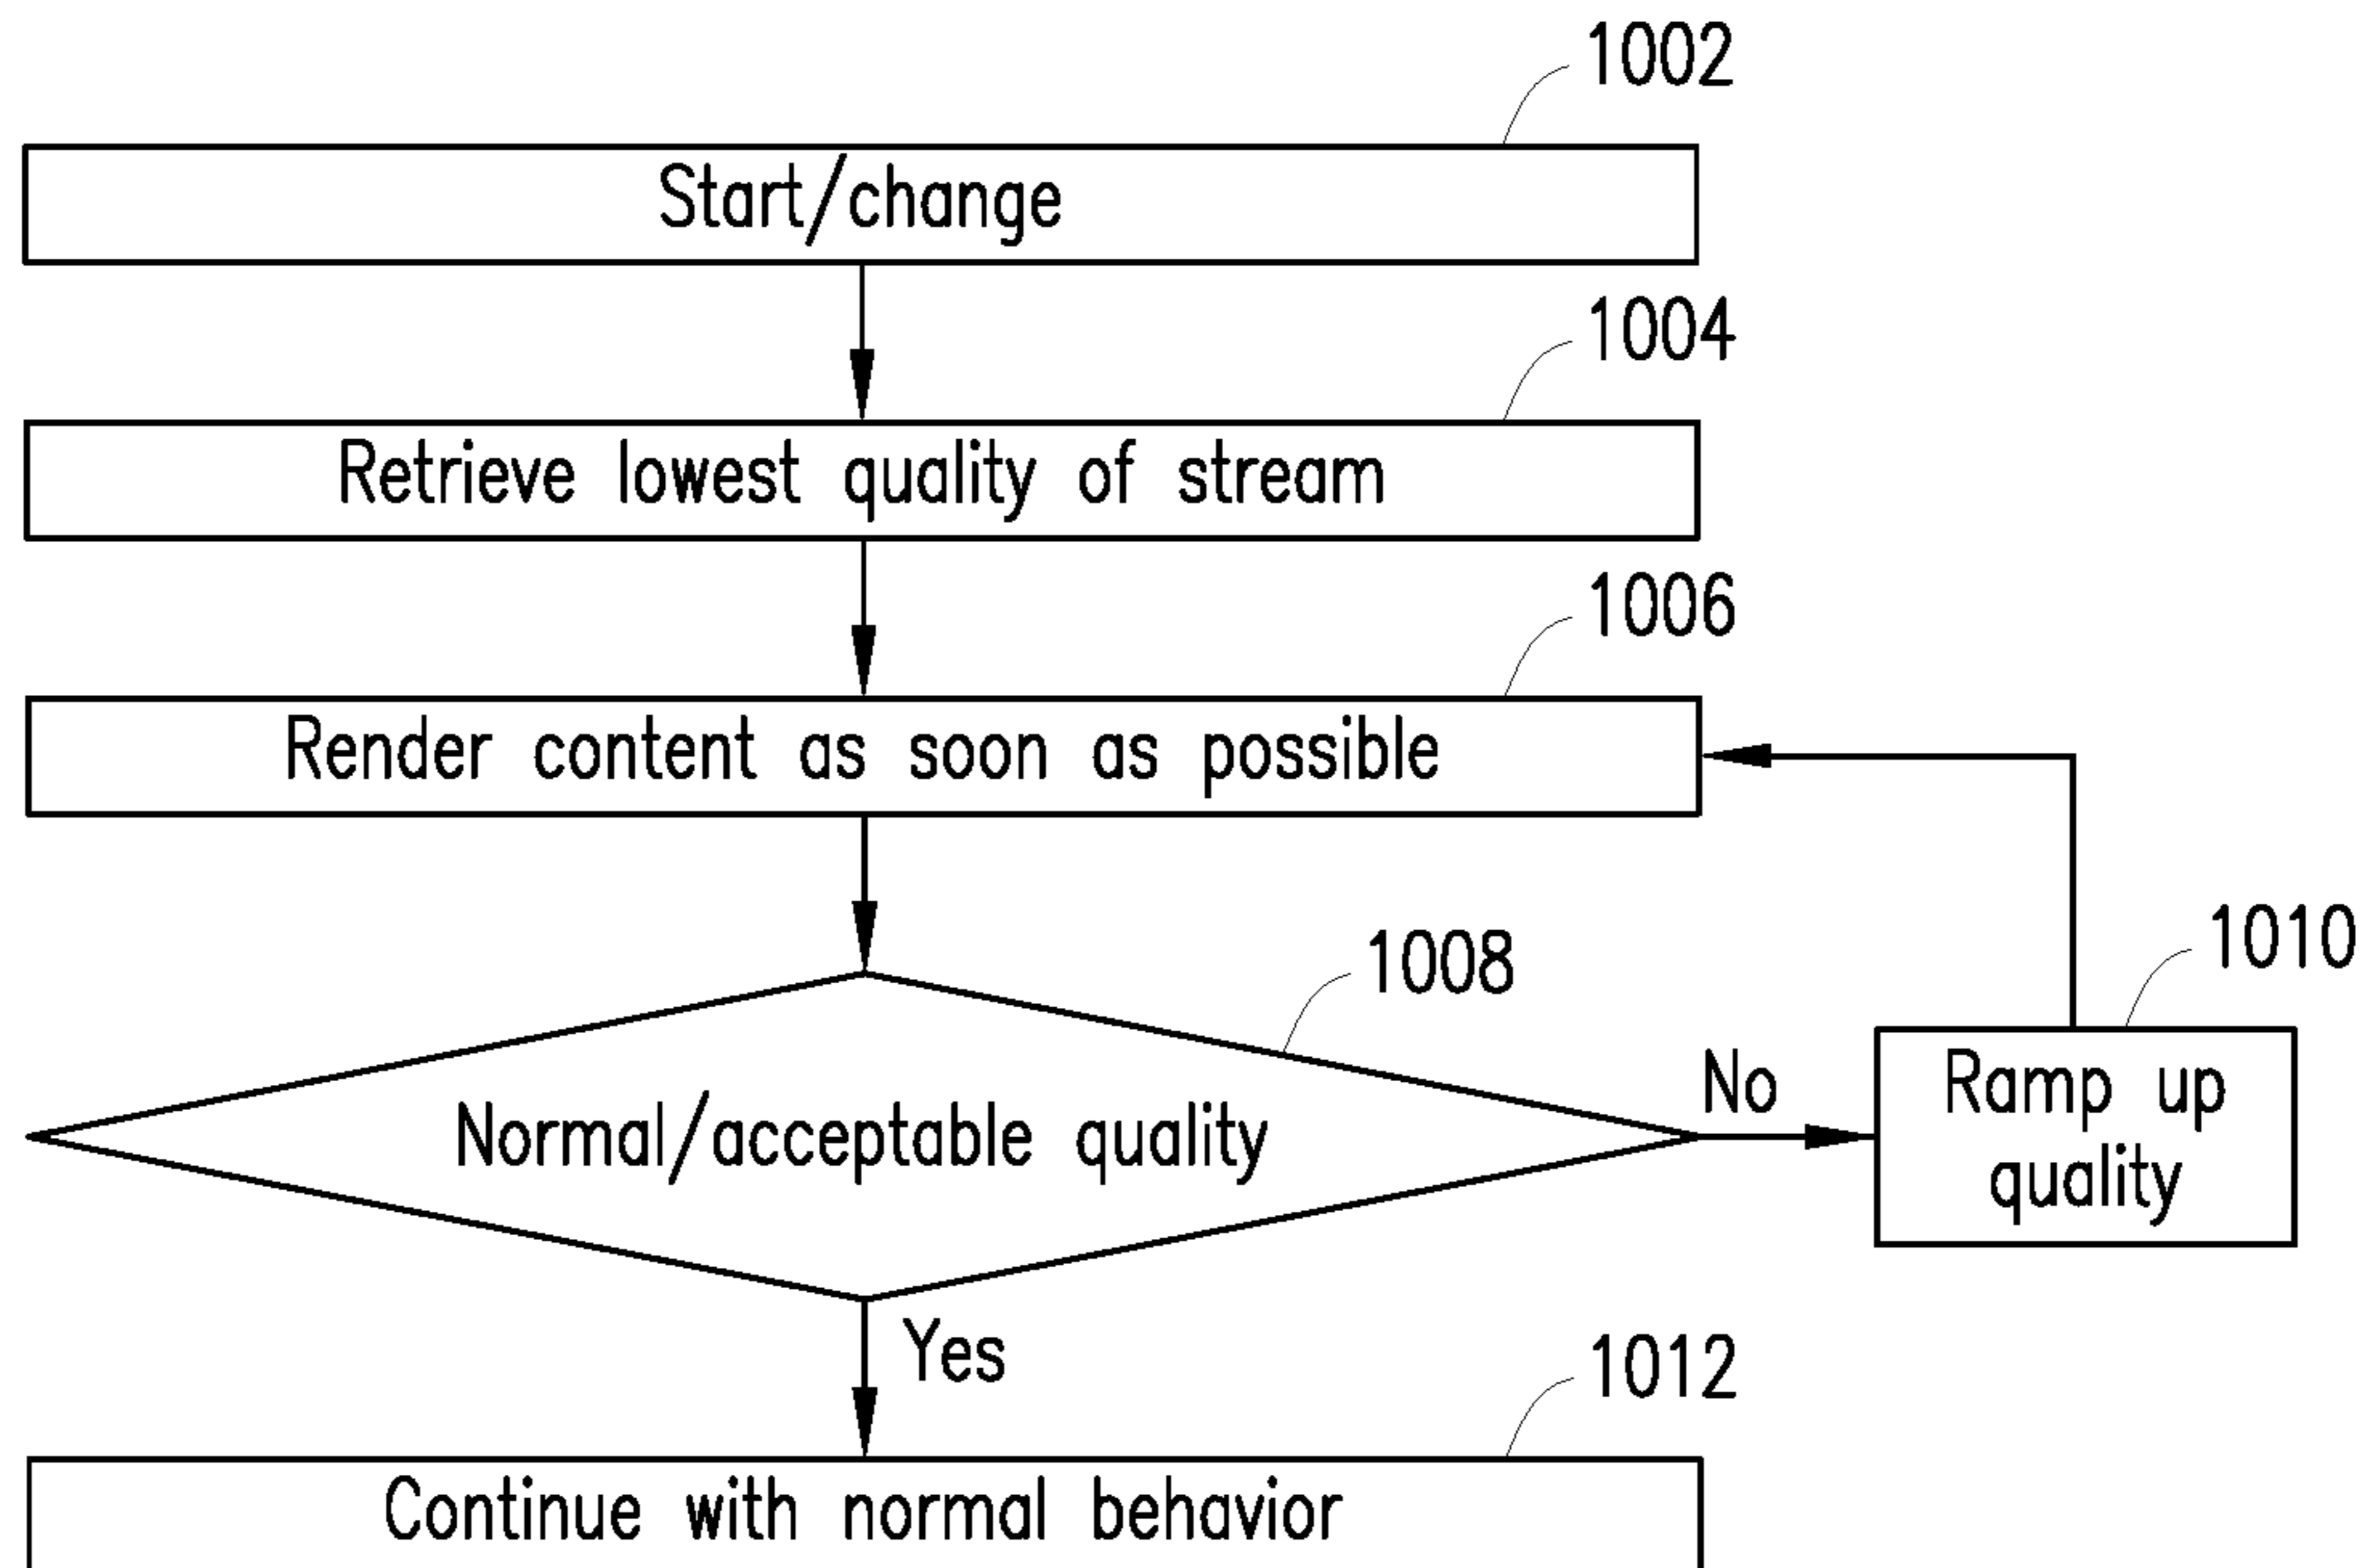 1002
Start/change
1004
Retrieve lowest quality of stream
1006
Render content as soon as possible
1008
Normal/acceptable quality
No
1010
Ramp up
quality
Yes
1012
Continue with normal behavior